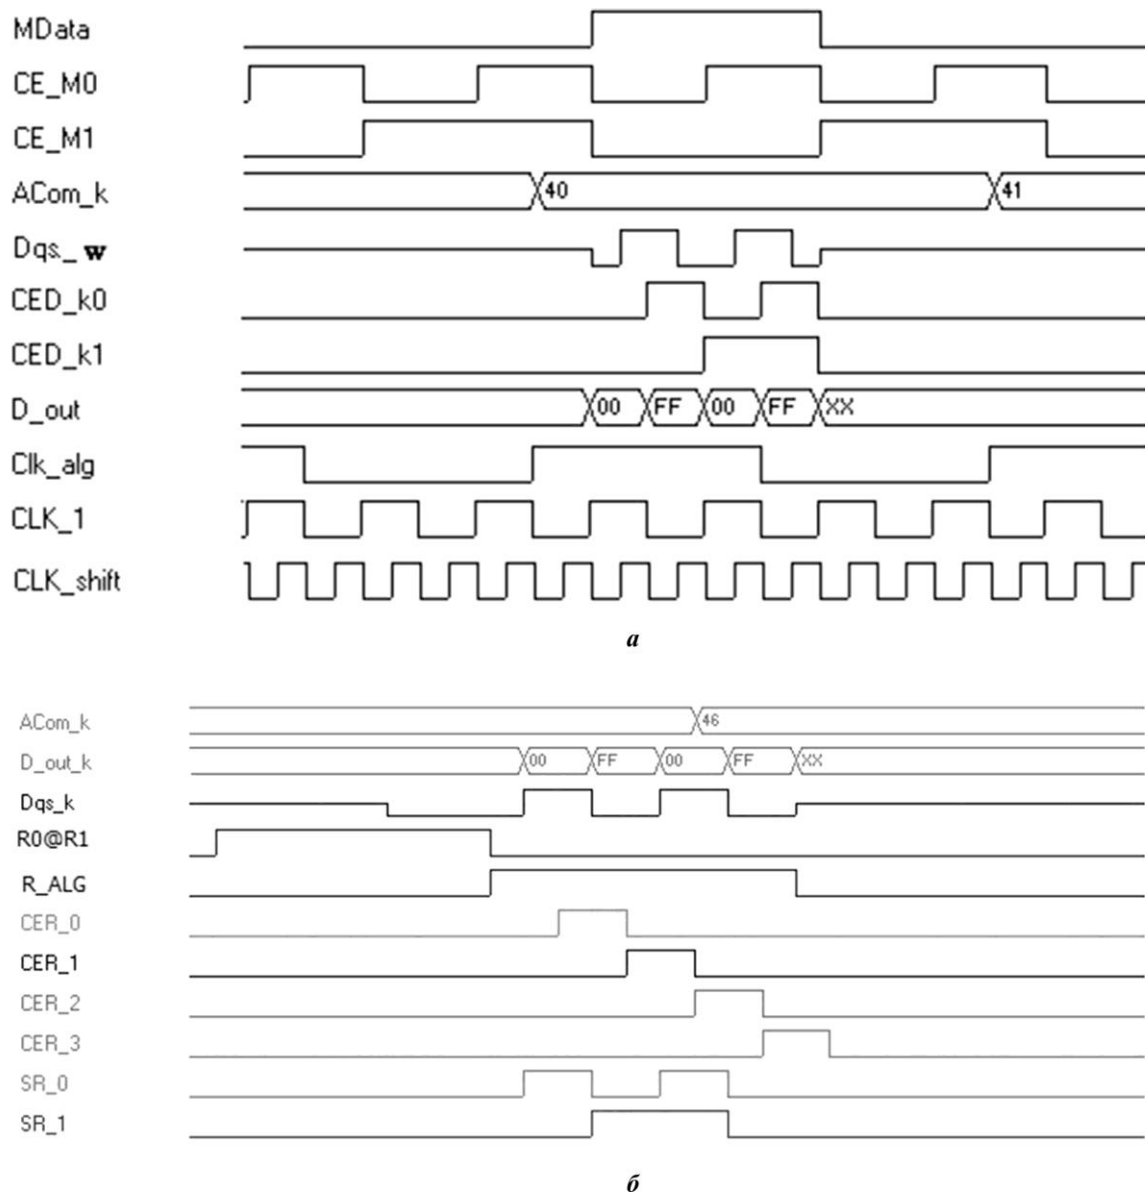 MData
CE_M0
CE_M1
ACom_k 40 41
Dqs_w
CED_k0
CED_k1
D_out 00 FF 00 FF XX
Clk_alg
CLK_1
CLK_shift
а
ACom_k 46
D_out_k 00 FF 00 FF XX
Dqs_k
R0@R1
R_ALG
CER_0
CER_1
CER_2
CER_3
SR_0
SR_1
б